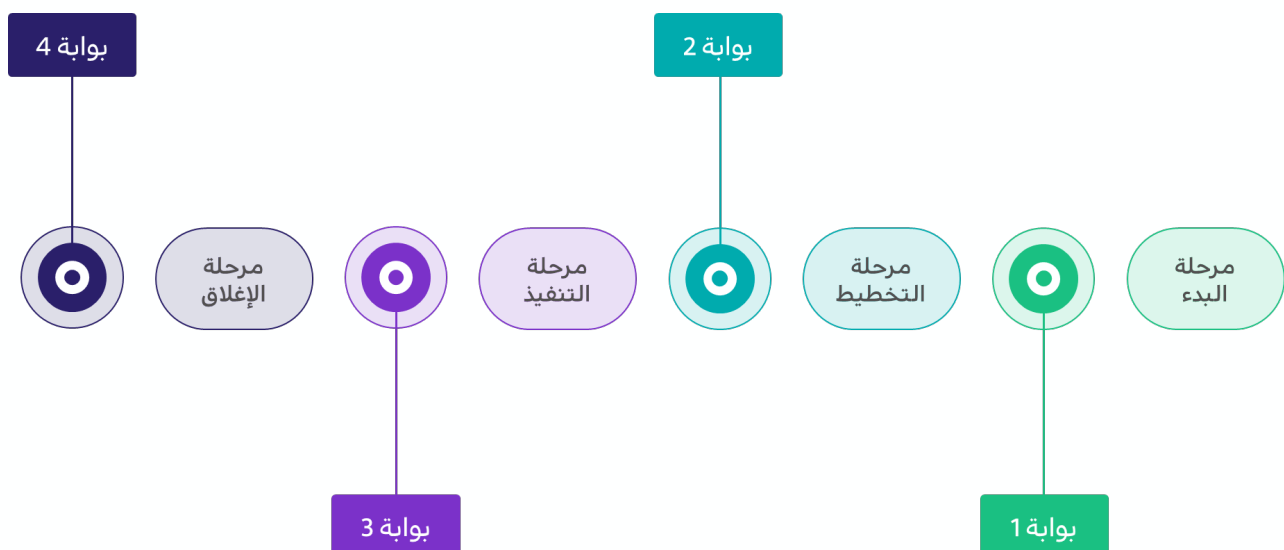 بوابة 4
بوابة 2
مرحلة
البدء
مرحلة
التخطيط
مرحلة
التنفيذ
مرحلة
الإغلاق
بوابة 1
بوابة 3